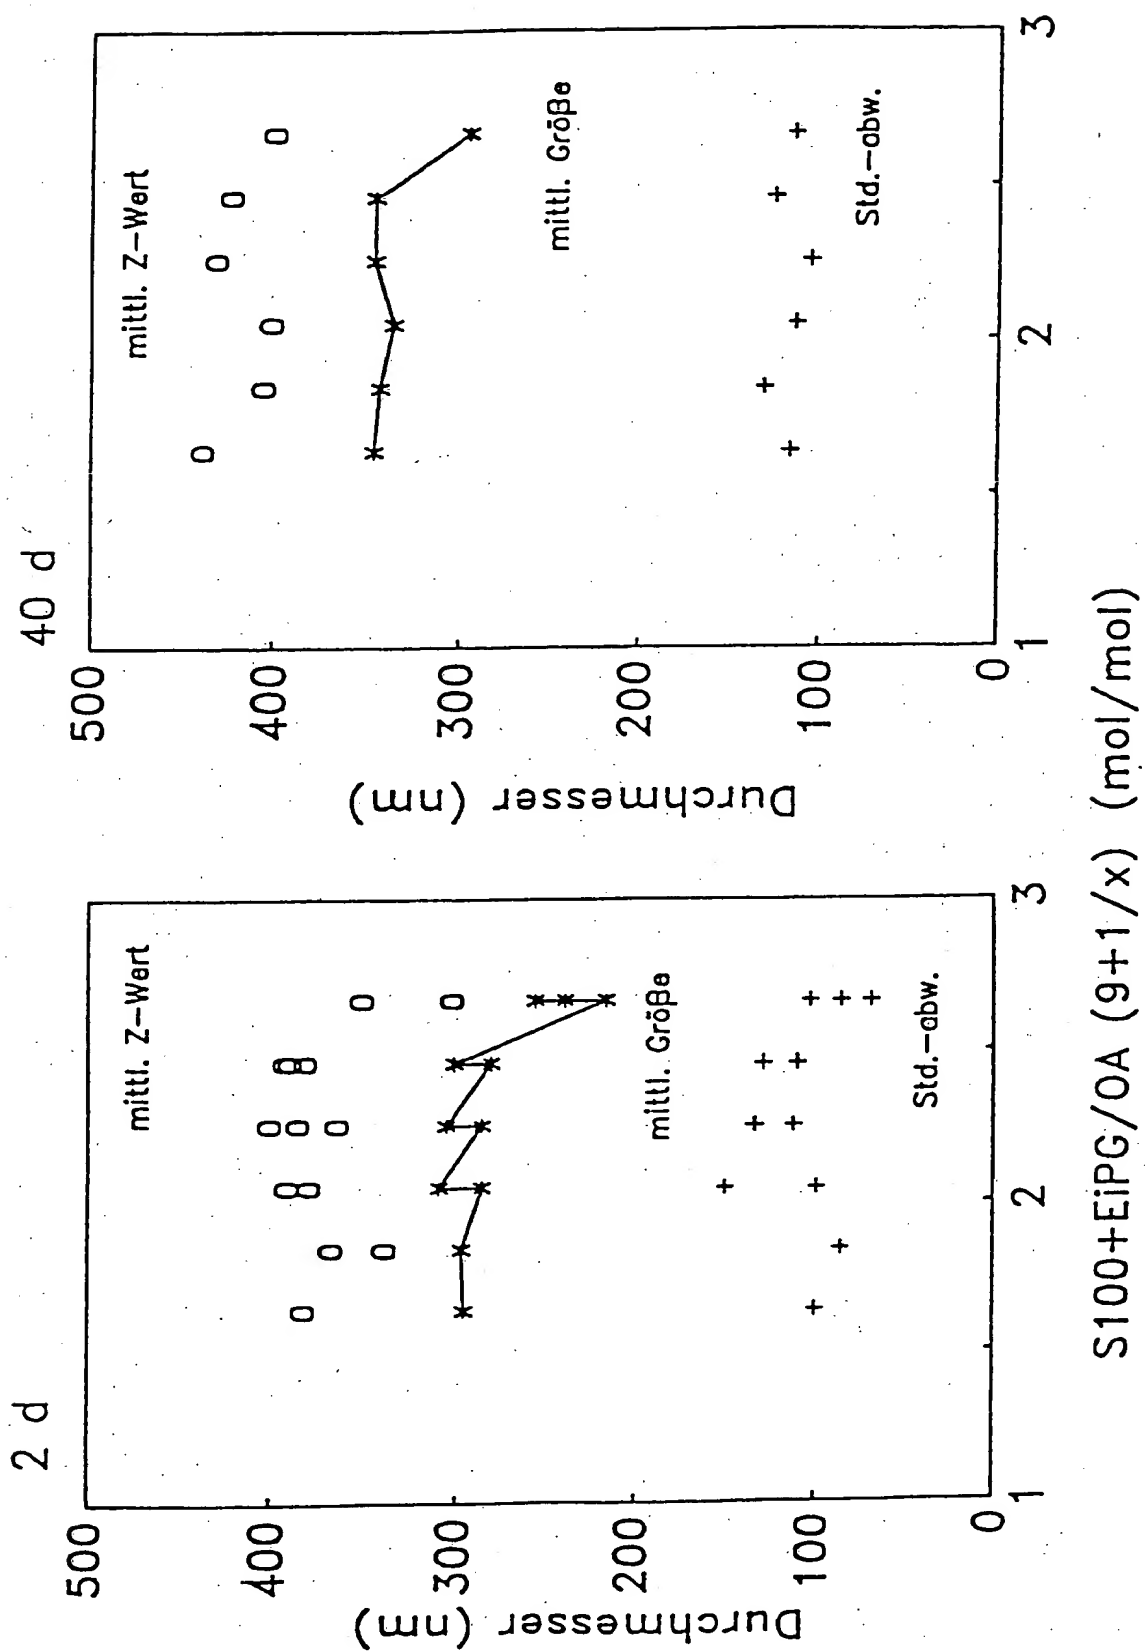 2 d
Durchmesser (nm)
500
400
300
200
100
0
mittl. Z-Wert
mittl. Größe
Std.-abw.
1
2
3
40 d
Durchmesser (nm)
500
400
300
200
100
0
mittl. Z-Wert
mittl. Größe
Std.-abw.
1
2
3
S100+EiPG/OA (9+1/x) (mol/mol)